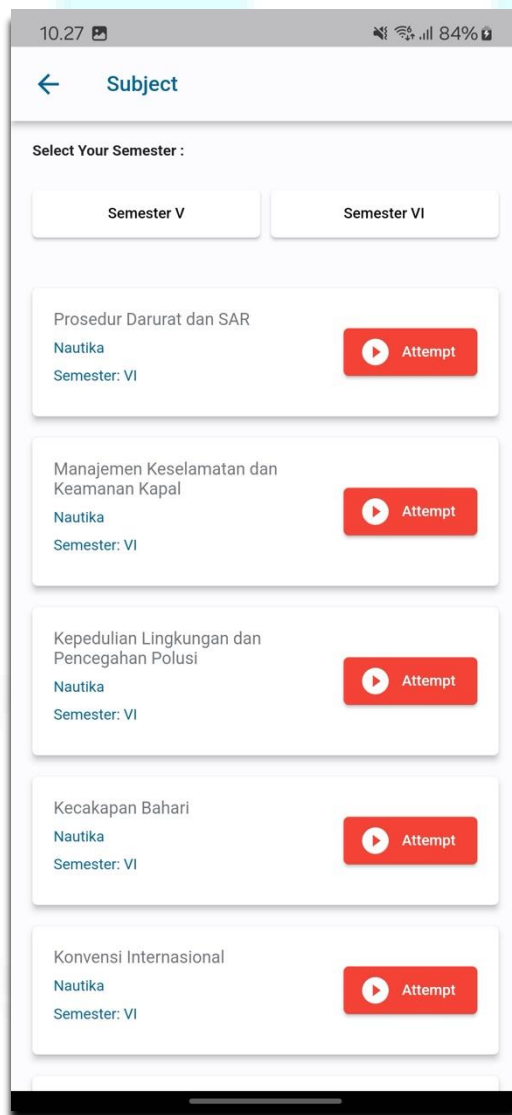 10.27
84%
Subject
Select Your Semester :
Semester V
Semester VI
Prosedur Darurat dan SAR
Nautika
Semester: VI
Attempt
Manajemen Keselamatan dan
Keamanan Kapal
Nautika
Semester: VI
Attempt
Kepedulian Lingkungan dan
Pencegahan Polusi
Nautika
Semester: VI
Attempt
Kecakapan Bahari
Nautika
Semester: VI
Attempt
Konvensi Internasional
Nautika
Semester: VI
Attempt